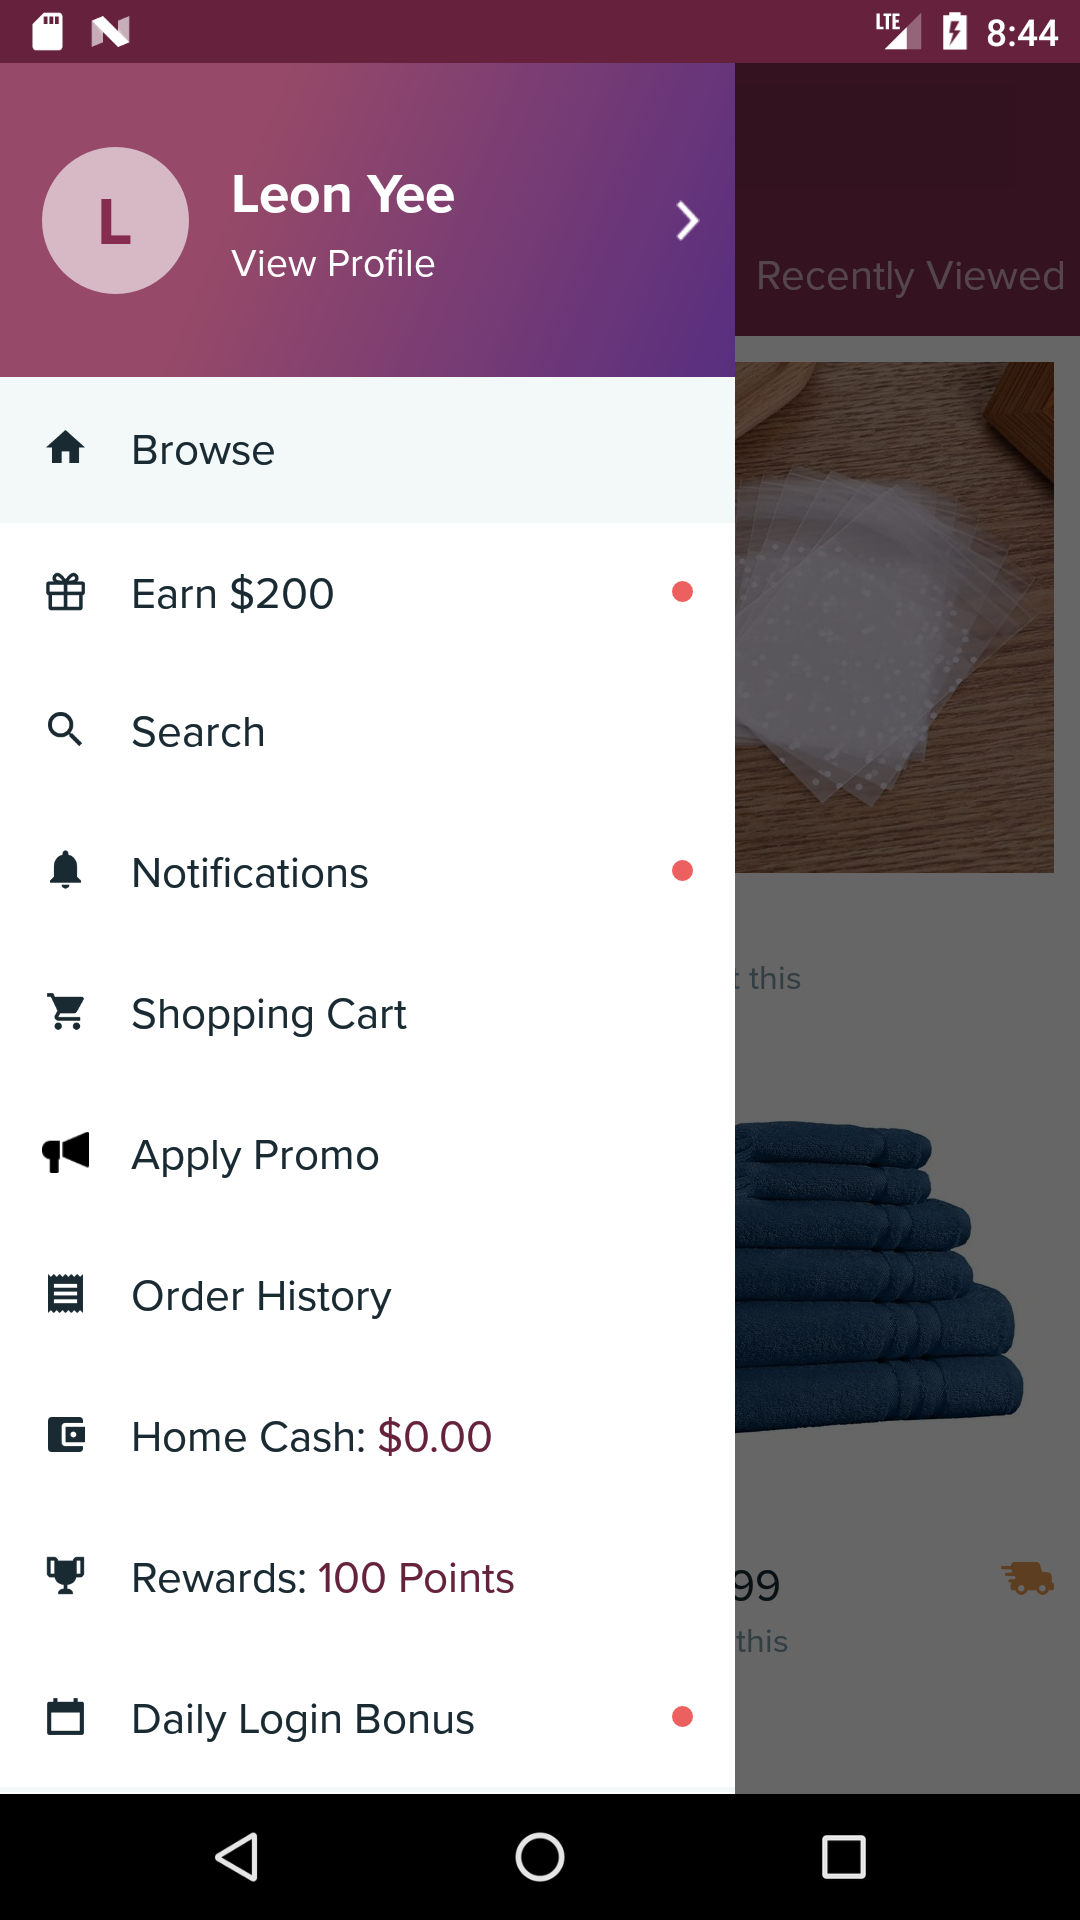 LTE 8:44
L
Leon Yee
View Profile
Recently Viewed
Browse
Earn $200
Search
Notifications
t this
Shopping Cart
Apply Promo
Order History
Home Cash: $0.00
Rewards: 100 Points
99
this
Daily Login Bonus